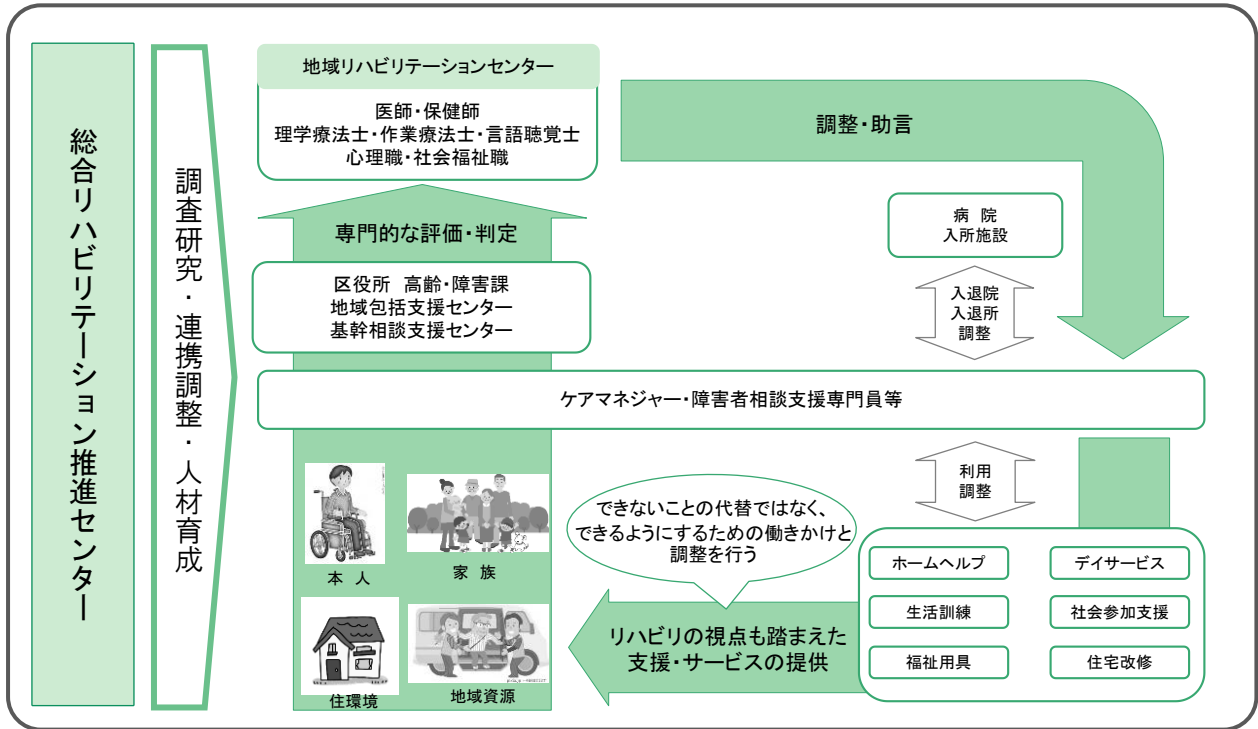 総合リハビリテーション推進センター
調査研究・連携調整・人材育成
地域リハビリテーションセンター
医師・保健師
理学療法士・作業療法士・言語聴覚士
心理職・社会福祉職
調整・助言
専門的な評価・判定
区役所 高齢・障害課
地域包括支援センター
基幹相談支援センター
病 院
入所施設
入退院
入退所
調整
ケアマネジャー・障害者相談支援専門員等
利用
調整
本 人
家 族
住環境
地域資源
できないことの代替ではなく、
できるようにするための働きかけと
調整を行う
リハビリの視点も踏まえた
支援・サービスの提供
ホームヘルプ
デイサービス
生活訓練
社会参加支援
福祉用具
住宅改修